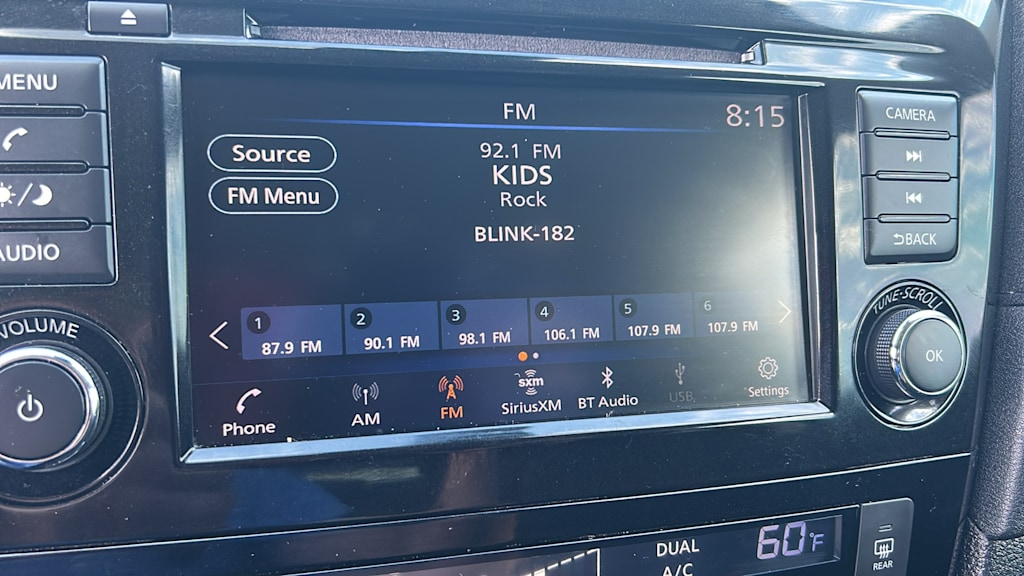 MENU
AUDIO
VOLUME
FM
8:15
Source
FM Menu
92.1 FM
KIDS
Rock
BLINK-182
1 2 3 4 5 6
87.9 FM 90.1 FM 98.1 FM 106.1 FM 107.9 FM 107.9 FM
sxm
Phone AM FM SiriusXM BT Audio USB Settings
CAMERA
BACK
TUNE·SCROLL
OK
DUAL
A/C
60°F
REAR